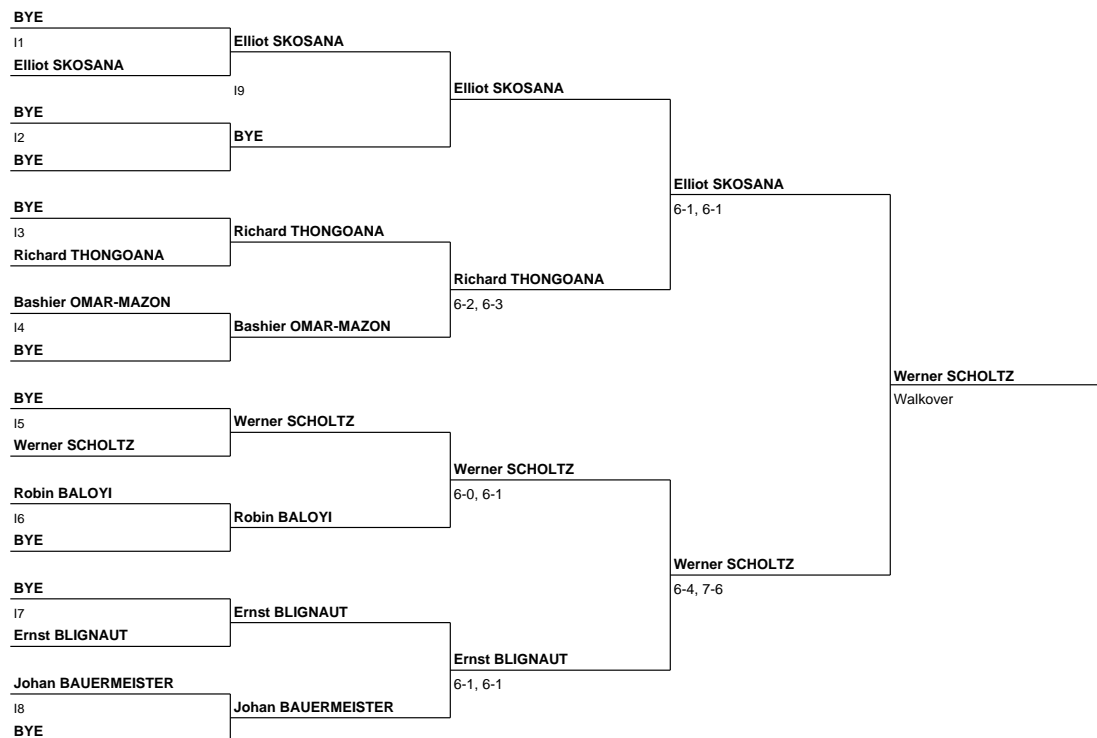 BYE
I1
Elliot SKOSANA
Elliot SKOSANA
I9
BYE
I2
BYE
BYE
Elliot SKOSANA
BYE
I3
Richard THONGOANA
Richard THONGOANA
Bashier OMAR-MAZON
I4
BYE
Bashier OMAR-MAZON
Richard THONGOANA
6-2, 6-3
Elliot SKOSANA
6-1, 6-1
BYE
I5
Werner SCHOLTZ
Werner SCHOLTZ
Robin BALOYI
I6
BYE
Robin BALOYI
Werner SCHOLTZ
6-0, 6-1
BYE
I7
Ernst BLIGNAUT
Ernst BLIGNAUT
Johan BAUERMEISTER
I8
BYE
Johan BAUERMEISTER
Ernst BLIGNAUT
6-1, 6-1
Werner SCHOLTZ
6-4, 7-6
Werner SCHOLTZ
Walkover